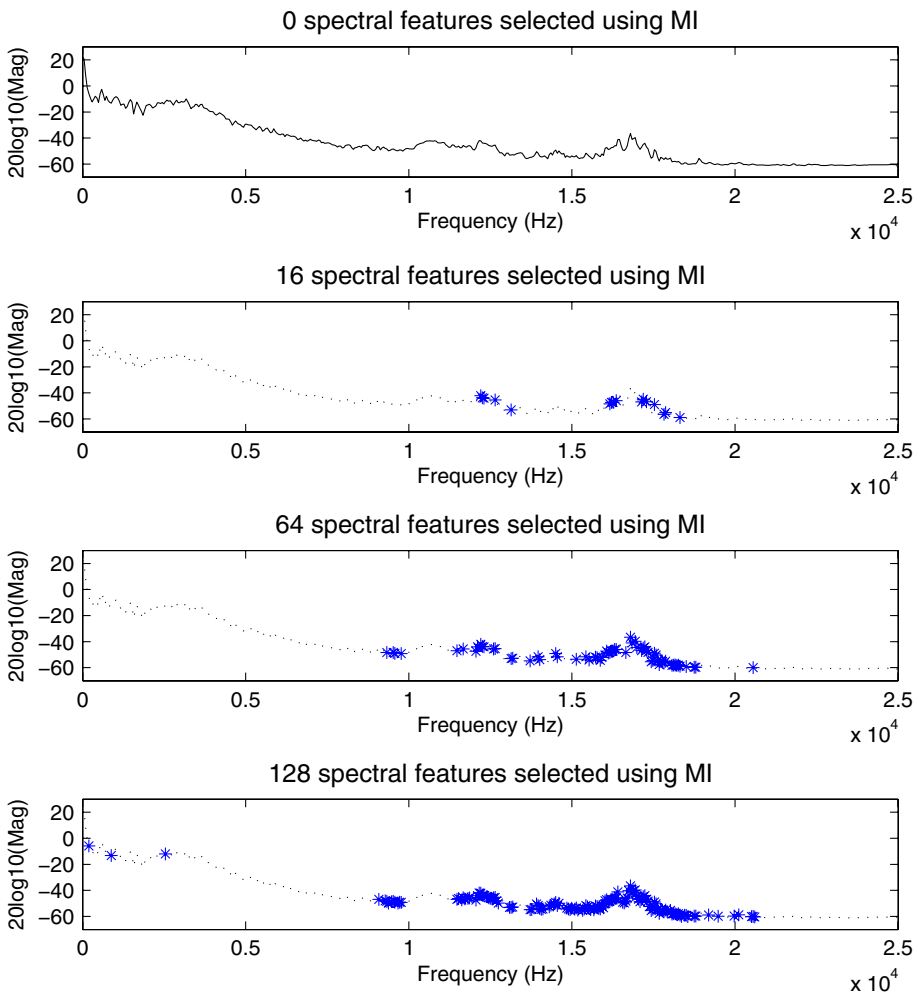 0 spectral features selected using MI
20
0
−20
−40
−60
20log10(Mag)
0 0.5 1 1.5 2 2.5
Frequency (Hz)
x 10^4
16 spectral features selected using MI
20
0
−20
−40
−60
20log10(Mag)
0 0.5 1 1.5 2 2.5
Frequency (Hz)
x 10^4
64 spectral features selected using MI
20
0
−20
−40
−60
20log10(Mag)
0 0.5 1 1.5 2 2.5
Frequency (Hz)
x 10^4
128 spectral features selected using MI
20
0
−20
−40
−60
20log10(Mag)
0 0.5 1 1.5 2 2.5
Frequency (Hz)
x 10^4